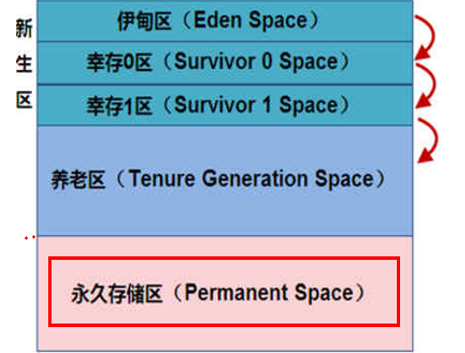 新生区
伊甸区（Eden Space）
幸存0区（Survivor 0 Space）
幸存1区（Survivor 1 Space）
养老区（Tenure Generation Space）
永久存储区（Permanent Space）